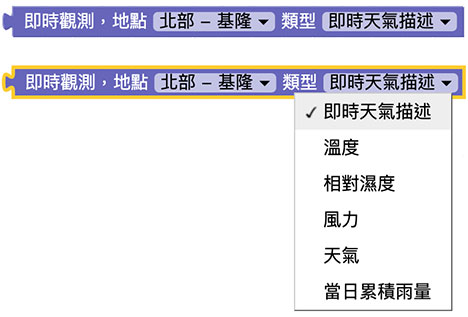 即時觀測，地點 北部 – 基隆 類型 即時天氣描述
即時觀測，地點 北部 – 基隆 類型 即時天氣描述
✓ 即時天氣描述
溫度
相對濕度
風力
天氣
當日累積雨量